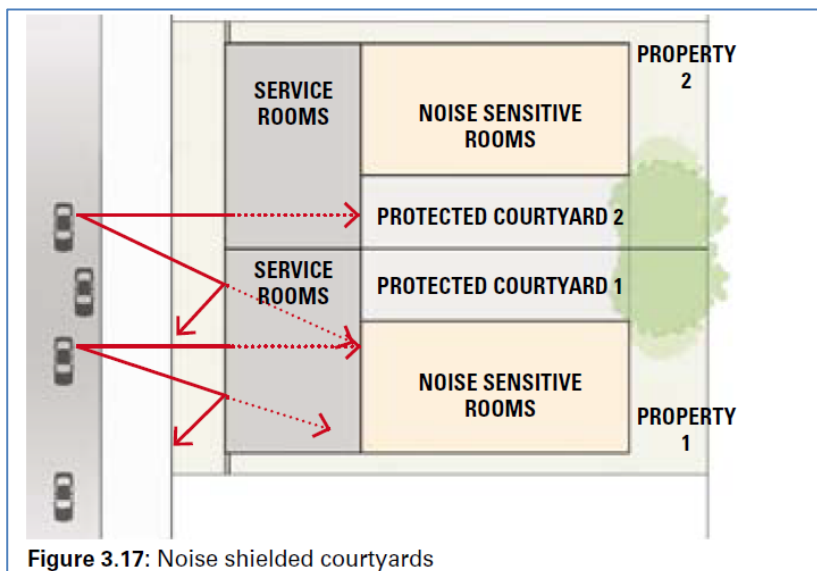 PROPERTY
2
SERVICE
ROOMS
NOISE SENSITIVE
ROOMS
PROTECTED COURTYARD 2
SERVICE
ROOMS
PROTECTED COURTYARD 1
NOISE SENSITIVE
ROOMS
PROPERTY
1
Figure 3.17: Noise shielded courtyards